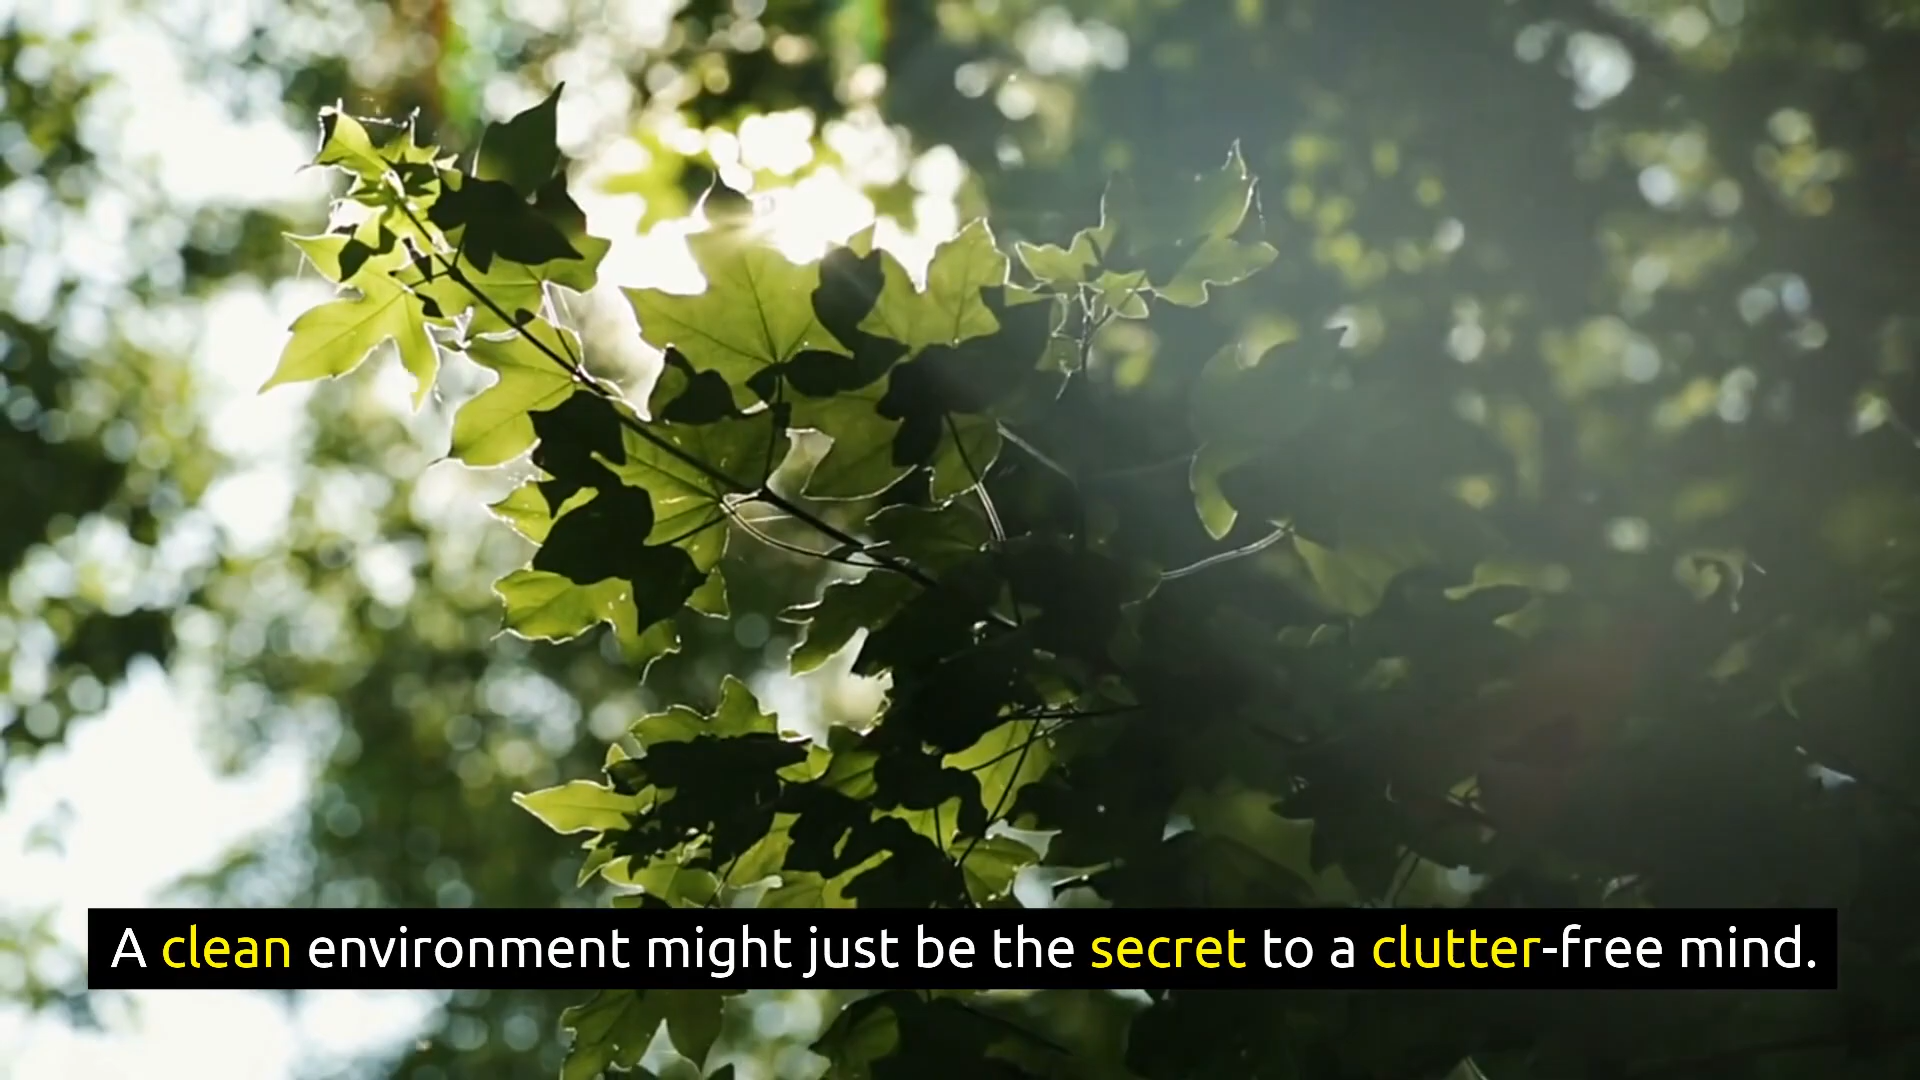 A clean environment might just be the secret to a clutter-free mind.